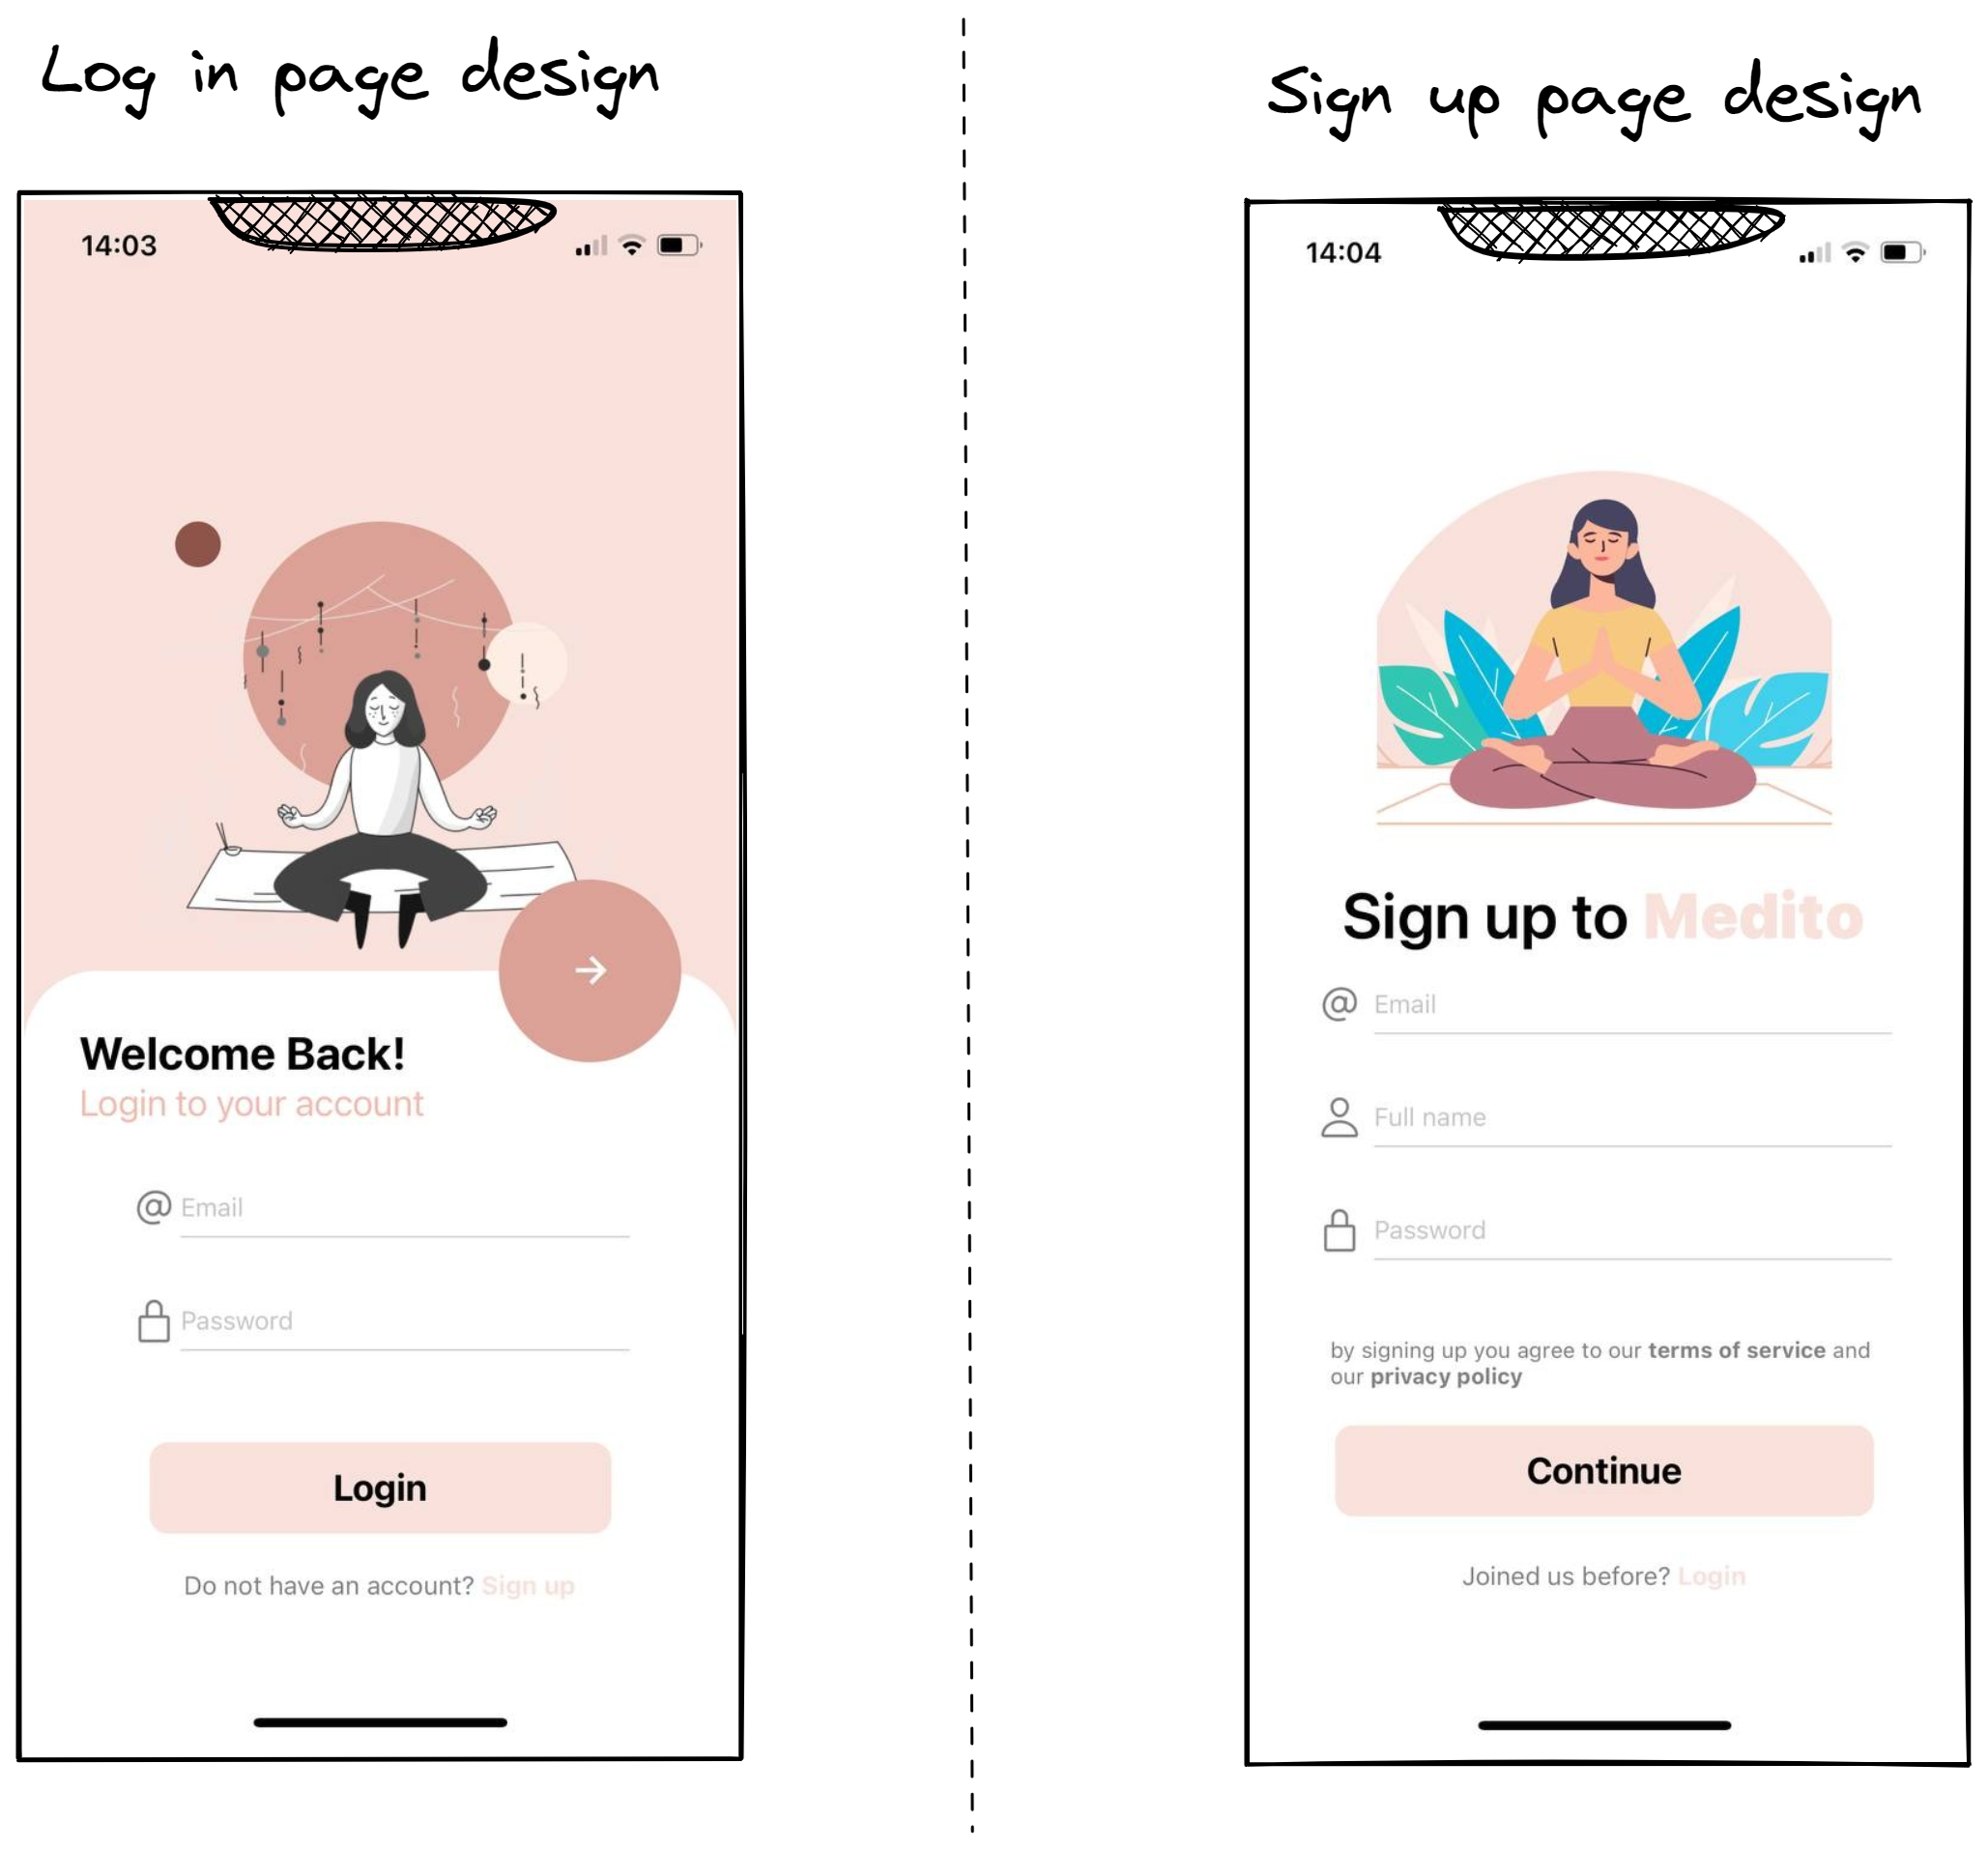 Log in page design
14:03
Welcome Back!
Login to your account
@ Email
Password
Login
Do not have an account? Sign up
Sign up page design
14:04
Sign up to Medito
@ Email
Full name
Password
by signing up you agree to our terms of service and
our privacy policy
Continue
Joined us before? Login